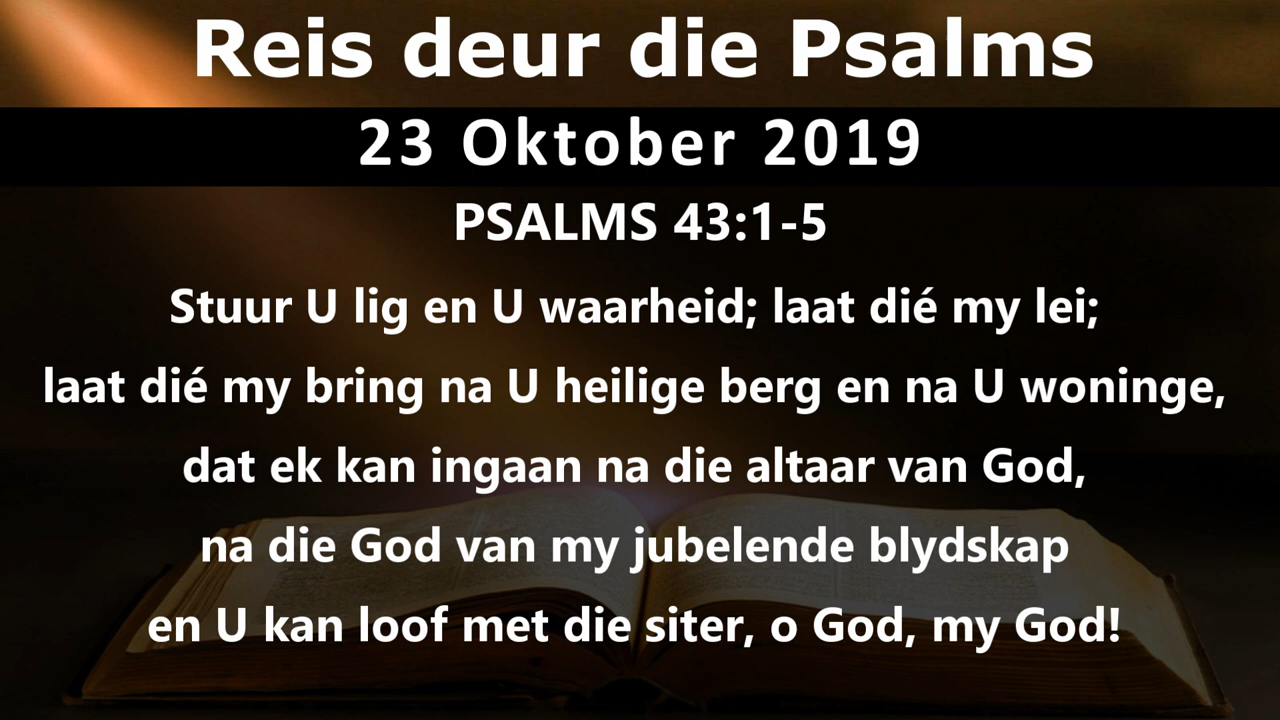 Reis deur die Psalms
23 Oktober 2019
PSALMS 43:1-5
Stuur U lig en U waarheid; laat dié my lei;
laat dié my bring na U heilige berg en na U woninge,
dat ek kan ingaan na die altaar van God,
na die God van my jubelende blydskap
en U kan loof met die siter, o God, my God!